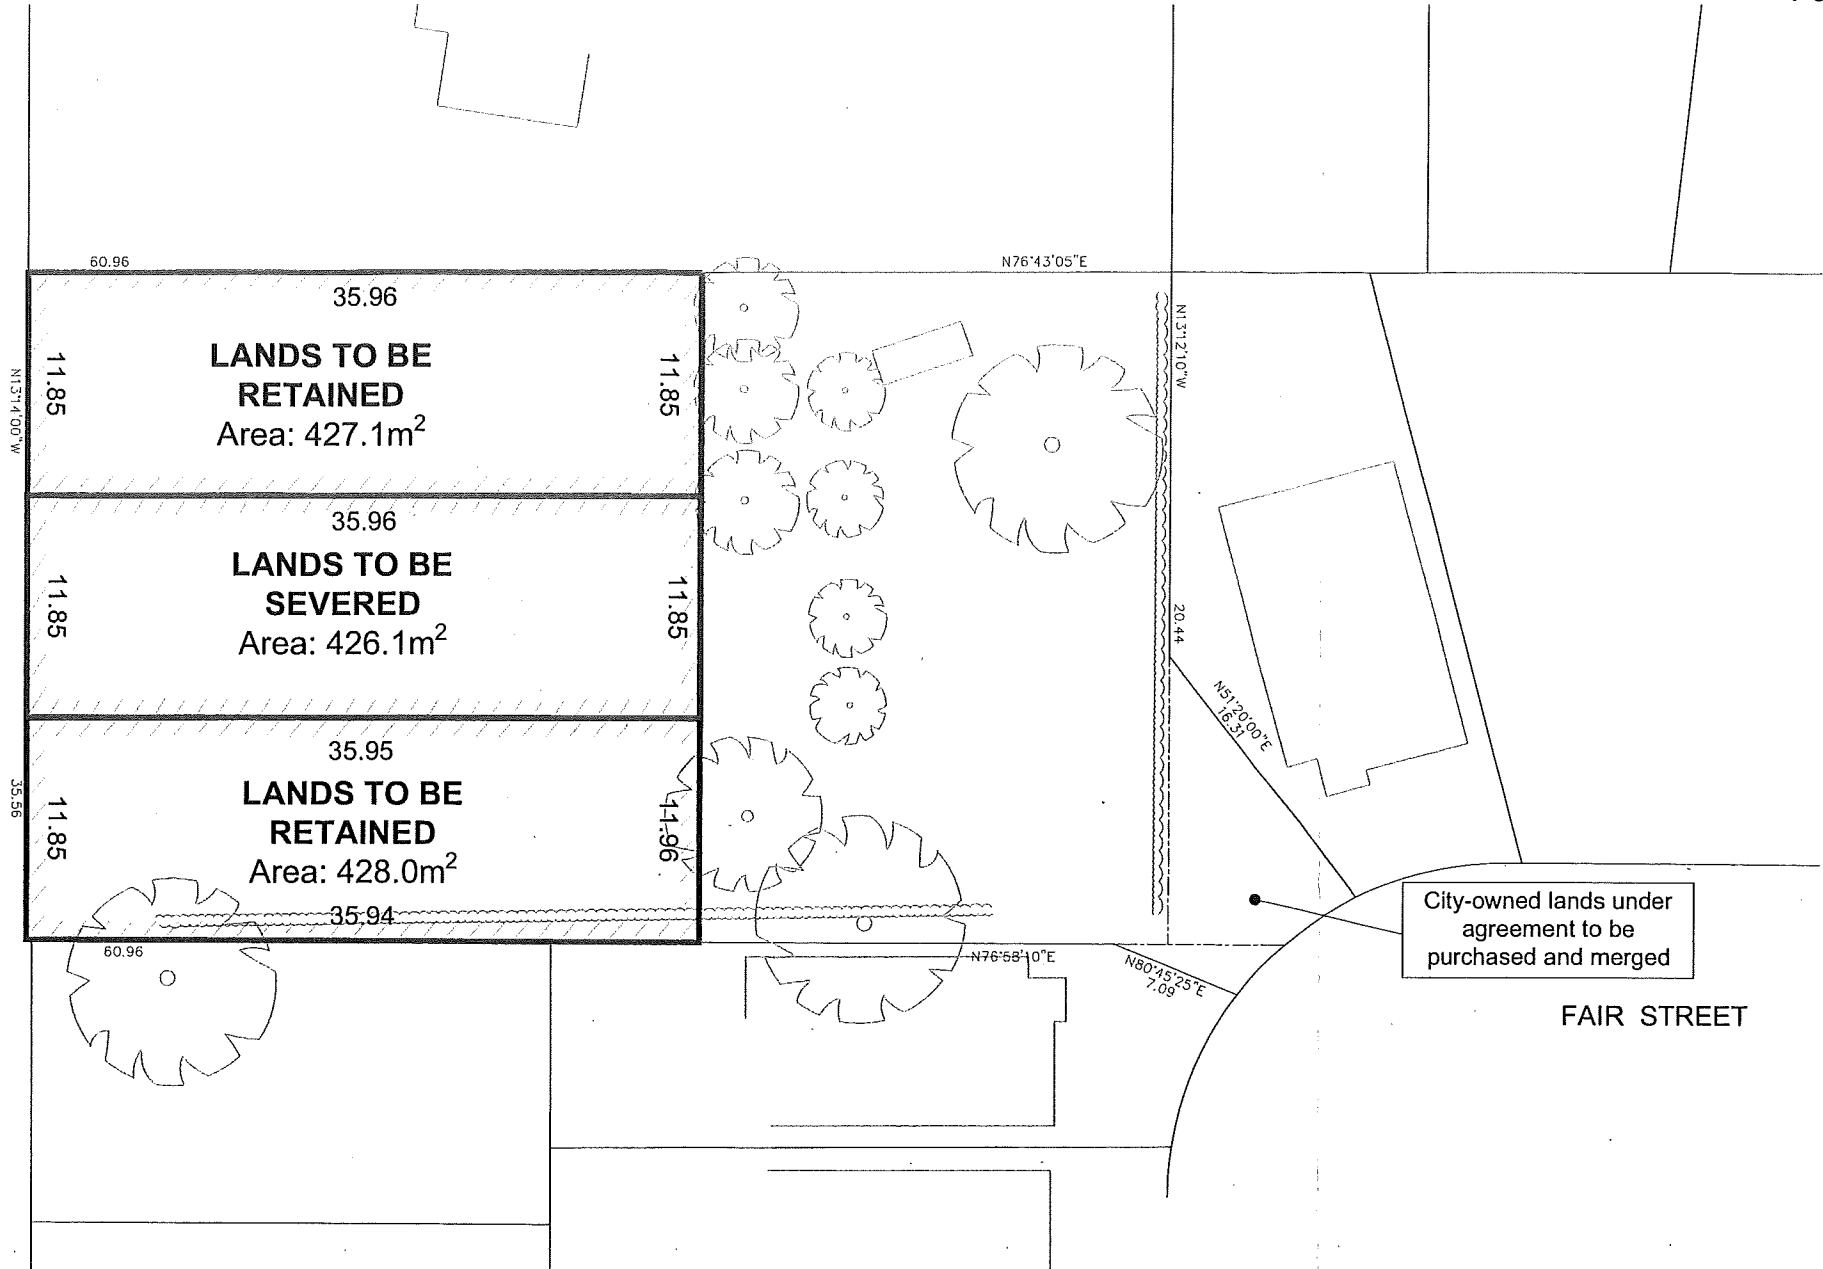 60.96
N76°43'05"E
35.96
LANDS TO BE
RETAINED
Area: 427.1m²
11.85
11.85
N13°14'00"W
N13°12'10"W
35.96
LANDS TO BE
SEVERED
Area: 426.1m²
11.85
11.85
20.44
N51°20'00"E
16.31
35.95
LANDS TO BE
RETAINED
Area: 428.0m²
11.85
11.96
35.56
35.94
60.96
N76°58'10"E
N80°45'25"E
7.09
City-owned lands under
agreement to be
purchased and merged
FAIR STREET